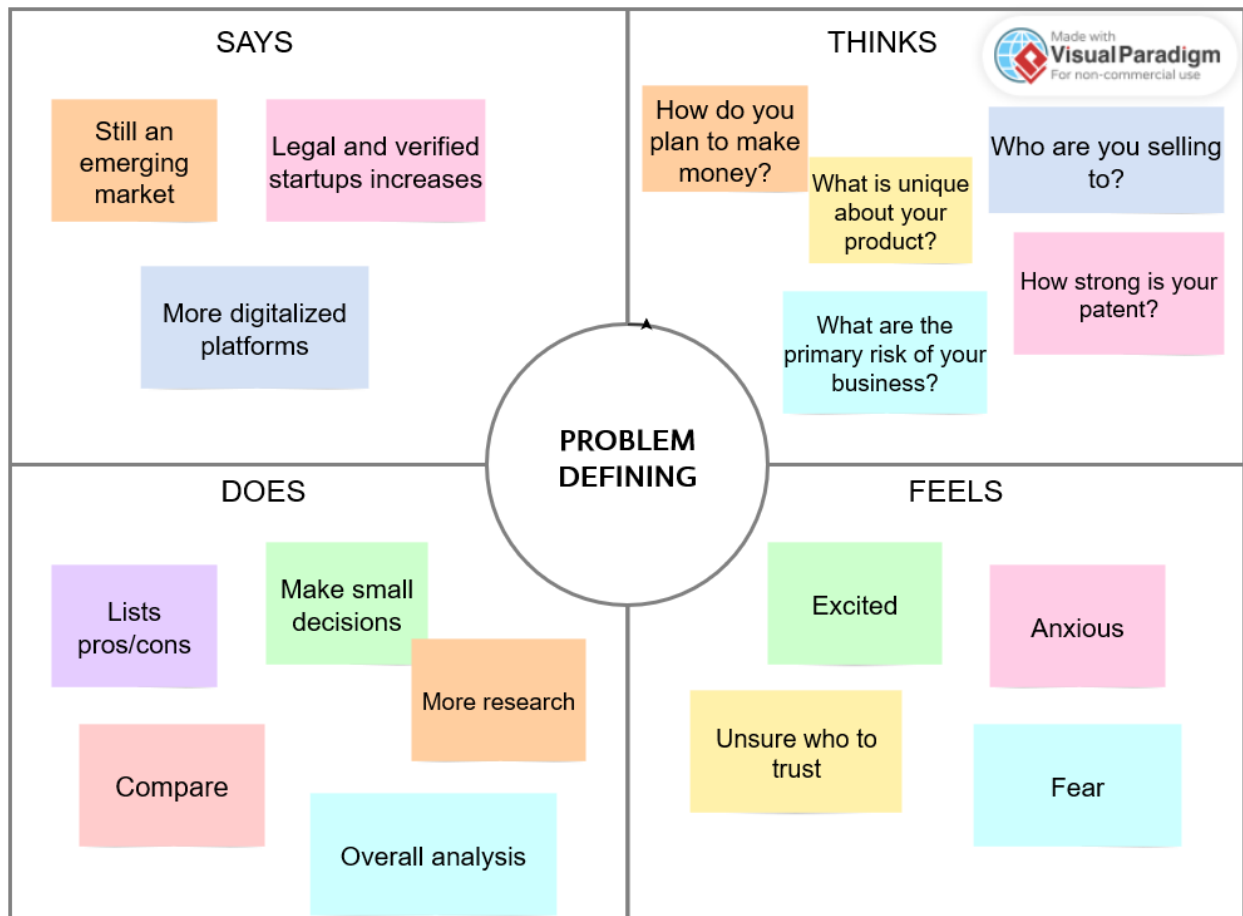 SAYS
Still an
emerging
market
Legal and verified
startups increases
More digitalized
platforms
THINKS
Made with
Visual Paradigm
For non-commercial use
How do you
plan to make
money?
What is unique
about your
product?
Who are you selling
to?
How strong is your
patent?
What are the
primary risk of your
business?
PROBLEM
DEFINING
DOES
Lists
pros/cons
Make small
decisions
More research
Compare
Overall analysis
FEELS
Excited
Anxious
Unsure who to
trust
Fear